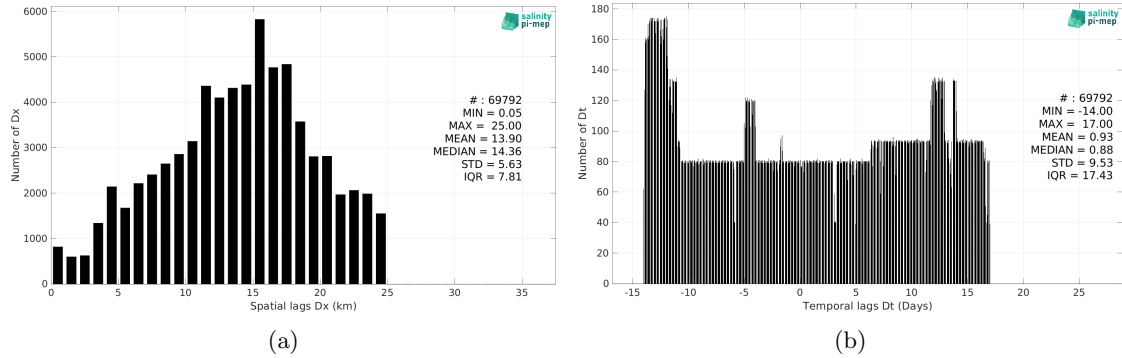 6000
5000
4000
3000
2000
1000
0
Number of Dx
0 5 10 15 20 25 30 35
Spatial lags Dx (km)
salinity
pi-mep
# : 69792
MIN = 0.05
MAX = 25.00
MEAN = 13.90
MEDIAN = 14.36
STD = 5.63
IQR = 7.81
(a)
180
160
140
120
100
80
60
40
20
0
Number of Dt
-15 -10 -5 0 5 10 15 20 25
Temporal lags Dt (Days)
salinity
pi-mep
# : 69792
MIN = -14.00
MAX = 17.00
MEAN = 0.93
MEDIAN = 0.88
STD = 9.53
IQR = 17.43
(b)